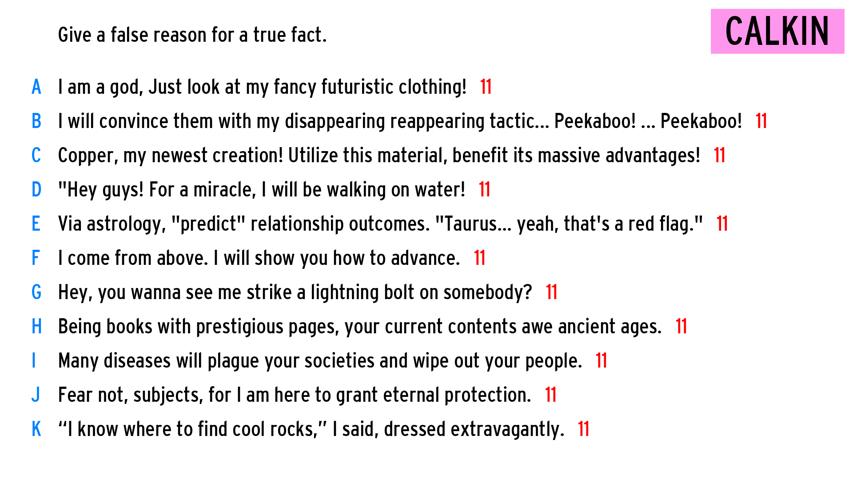 Give a false reason for a true fact.
CALKIN
A I am a god, Just look at my fancy futuristic clothing! 11
B I will convince them with my disappearing reappearing tactic... Peekaboo! ... Peekaboo! 11
C Copper, my newest creation! Utilize this material, benefit its massive advantages! 11
D "Hey guys! For a miracle, I will be walking on water! 11
E Via astrology, "predict" relationship outcomes. "Taurus... yeah, that's a red flag." 11
F I come from above. I will show you how to advance. 11
G Hey, you wanna see me strike a lightning bolt on somebody? 11
H Being books with prestigious pages, your current contents awe ancient ages. 11
I Many diseases will plague your societies and wipe out your people. 11
J Fear not, subjects, for I am here to grant eternal protection. 11
K “I know where to find cool rocks,” I said, dressed extravagantly. 11